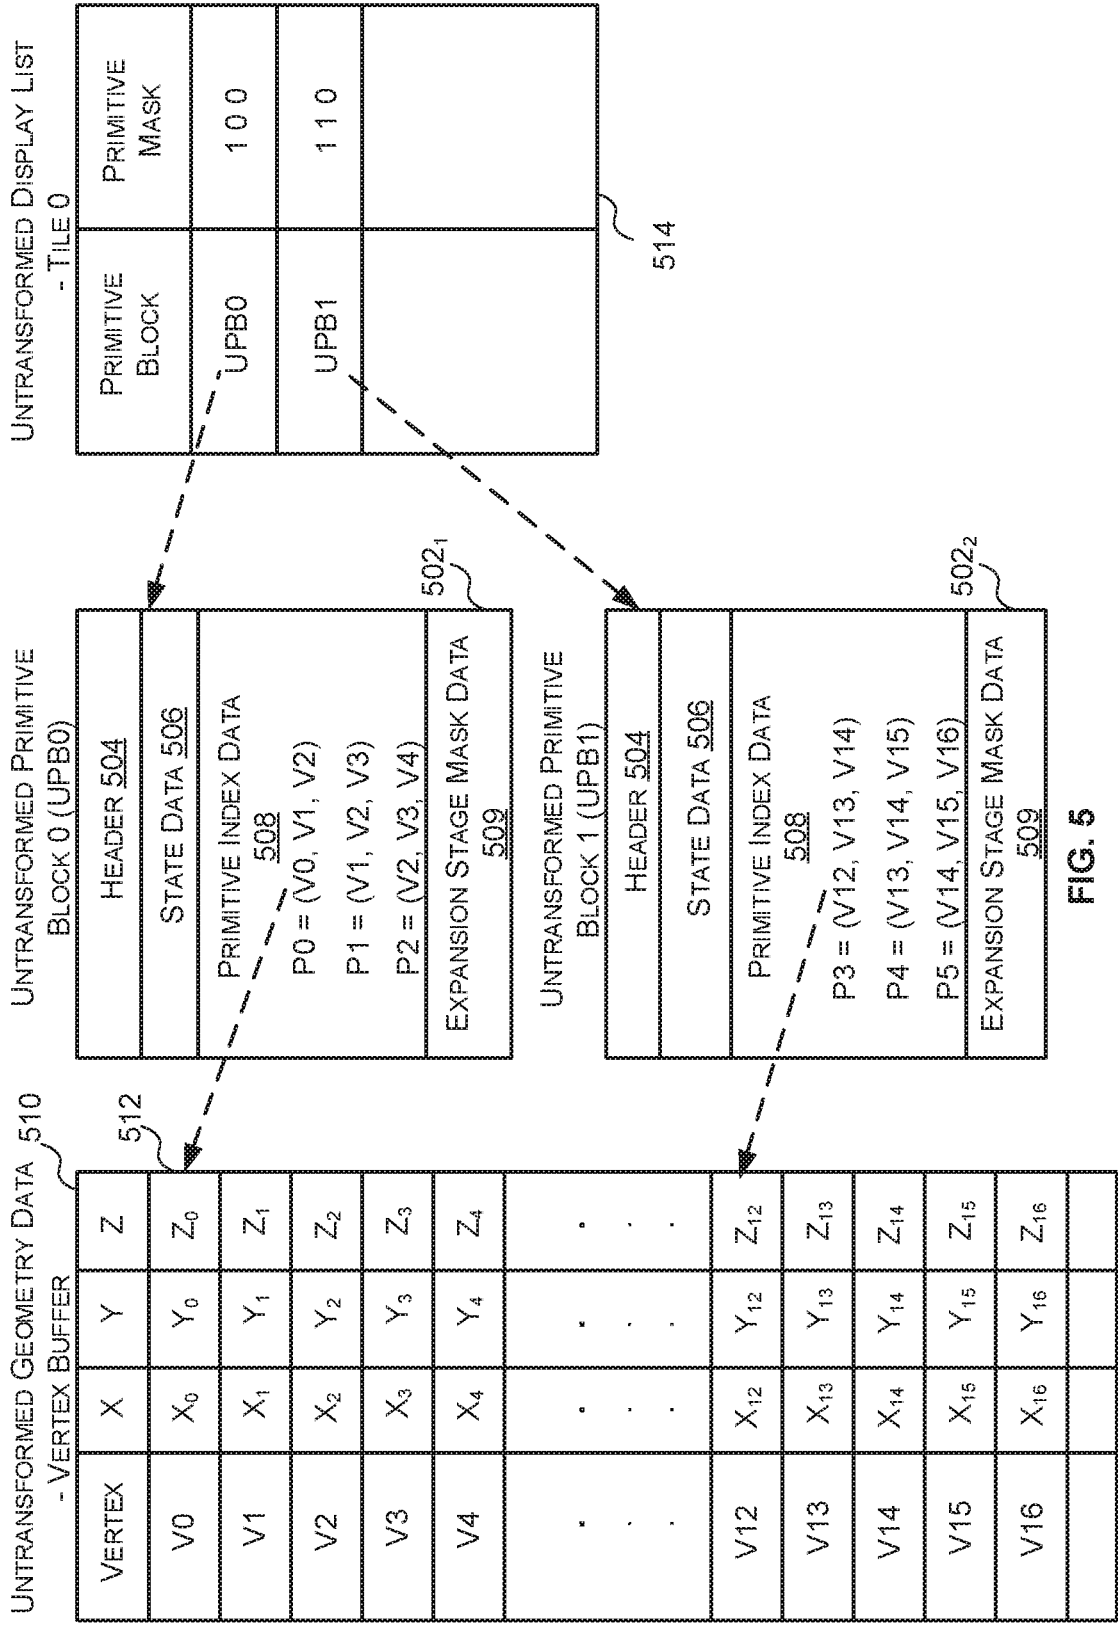 UNTRANSFORMED GEOMETRY DATA 510
- VERTEX BUFFER
VERTEX X Y Z
512
V0 X0 Y0 Z0
V1 X1 Y1 Z1
V2 X2 Y2 Z2
V3 X3 Y3 Z3
V4 X4 Y4 Z4
. . . .
. . . .
. . . .
V12 X12 Y12 Z12
V13 X13 Y13 Z13
V14 X14 Y14 Z14
V15 X15 Y15 Z15
V16 X16 Y16 Z16
UNTRANSFORMED PRIMITIVE
BLOCK 0 (UPB0)
HEADER 504
STATE DATA 506
PRIMITIVE INDEX DATA
508
P0 = (V0, V1, V2)
P1 = (V1, V2, V3)
P2 = (V2, V3, V4)
5021
EXPANSION STAGE MASK DATA
509
UNTRANSFORMED PRIMITIVE
BLOCK 1 (UPB1)
HEADER 504
STATE DATA 506
PRIMITIVE INDEX DATA
508
P3 = (V12, V13, V14)
P4 = (V13, V14, V15)
P5 = (V14, V15, V16)
5022
EXPANSION STAGE MASK DATA
509
UNTRANSFORMED DISPLAY LIST
- TILE 0
PRIMITIVE BLOCK PRIMITIVE MASK
UPB0 1 0 0
UPB1 1 1 0
514
FIG. 5